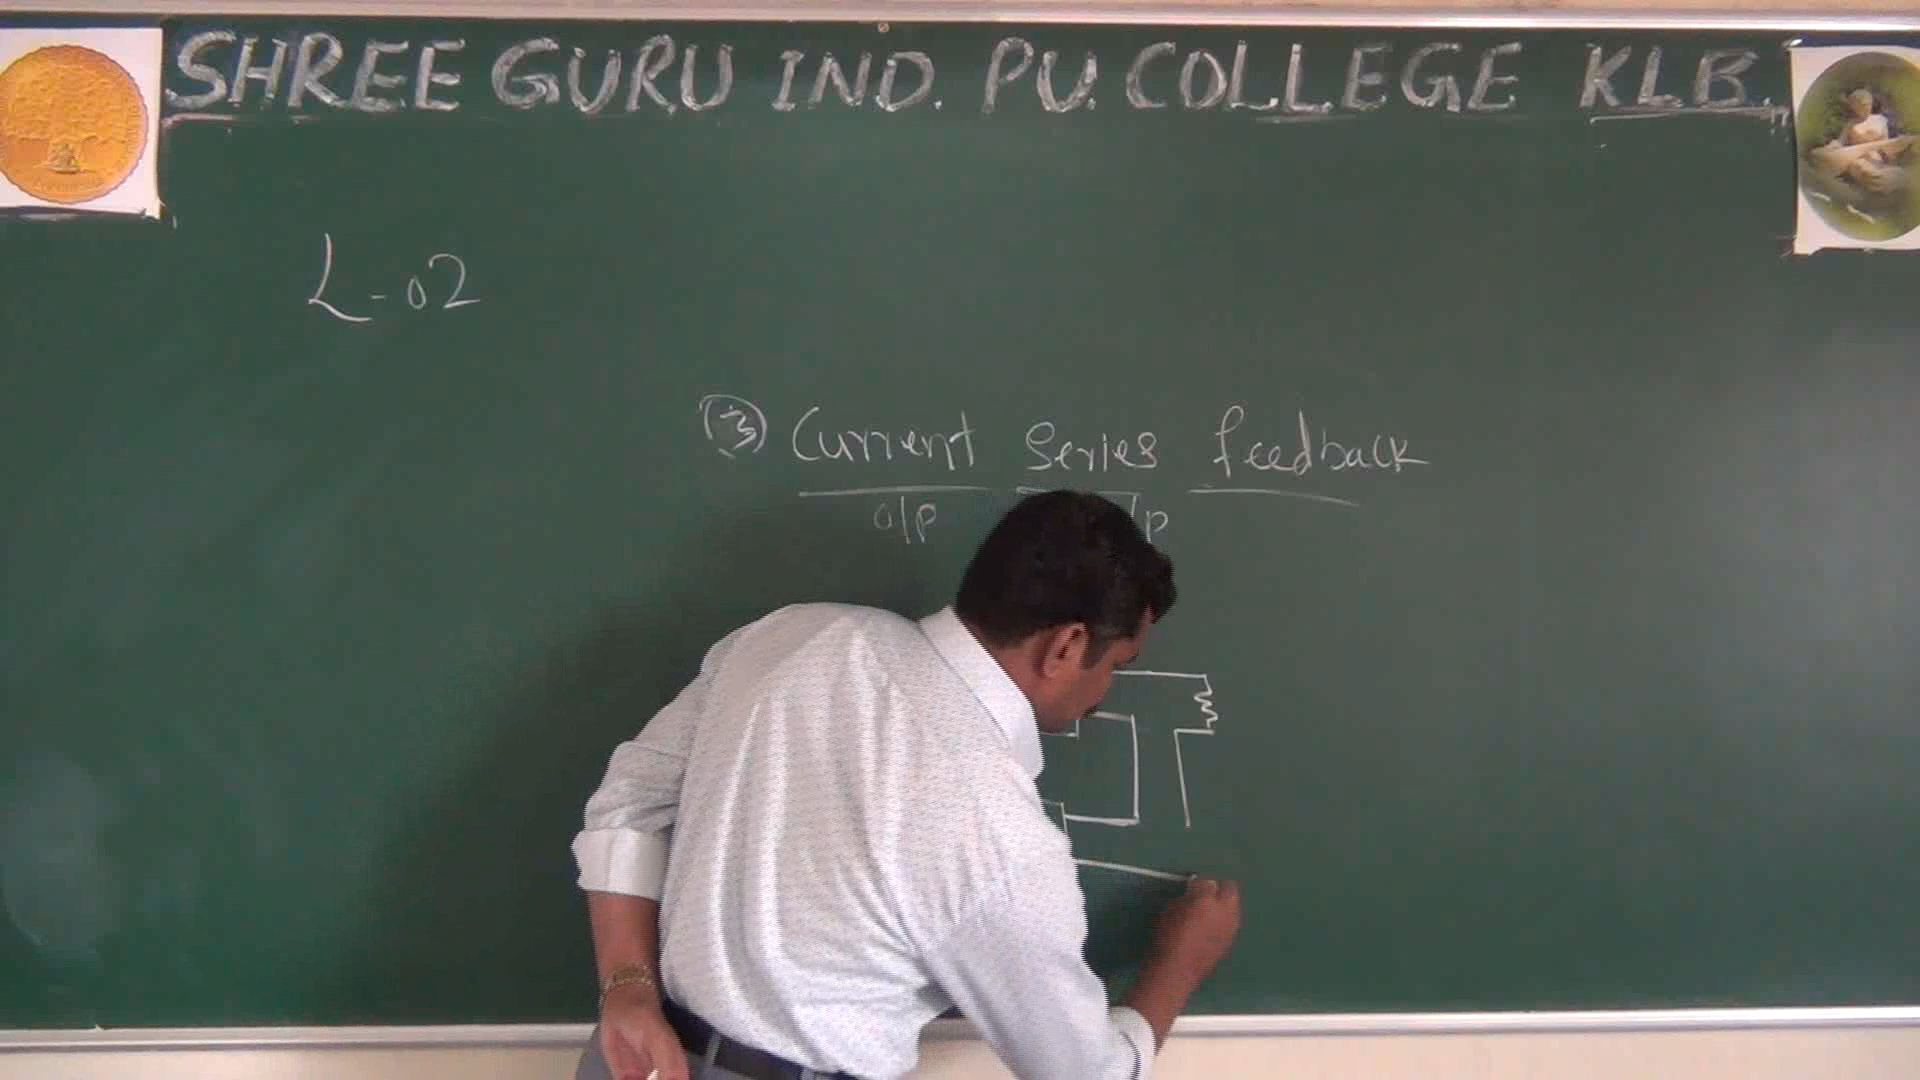 SHREE GURU IND. PU. COLLEGE KLB.
L-02
③ Current Series feedback
o/p /p